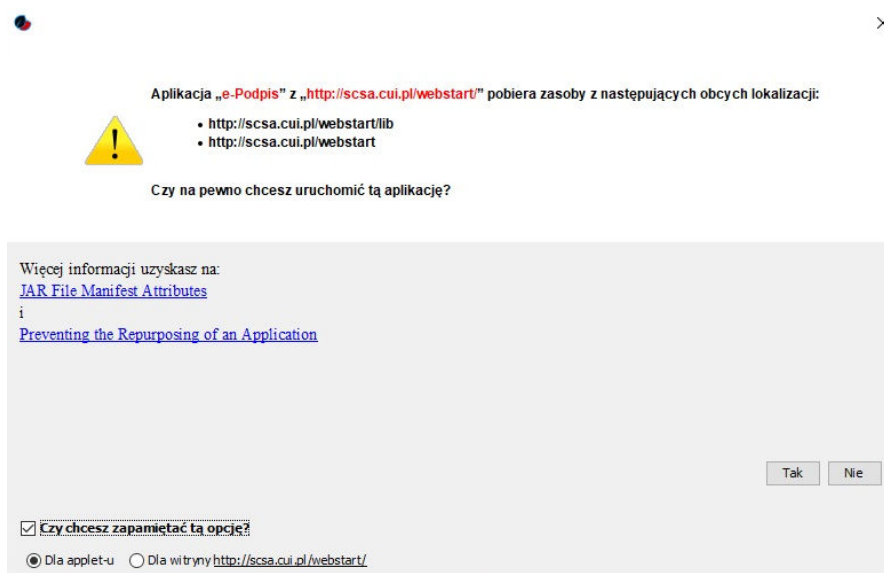 Aplikacja „e-Podpis” z „http://scsa.cui.pl/webstart/” pobiera zasoby z następujących obcych lokalizacji:
• http://scsa.cui.pl/webstart/lib
• http://scsa.cui.pl/webstart
Czy na pewno chcesz uruchomić tą aplikację?
Więcej informacji uzyskasz na:
JAR File Manifest Attributes
i
Preventing the Repurposing of an Application
Tak Nie
Czy chcesz zapamiętać tą opcję?
Dla applet-u Dla witryny http://scsa.cui.pl/webstart/